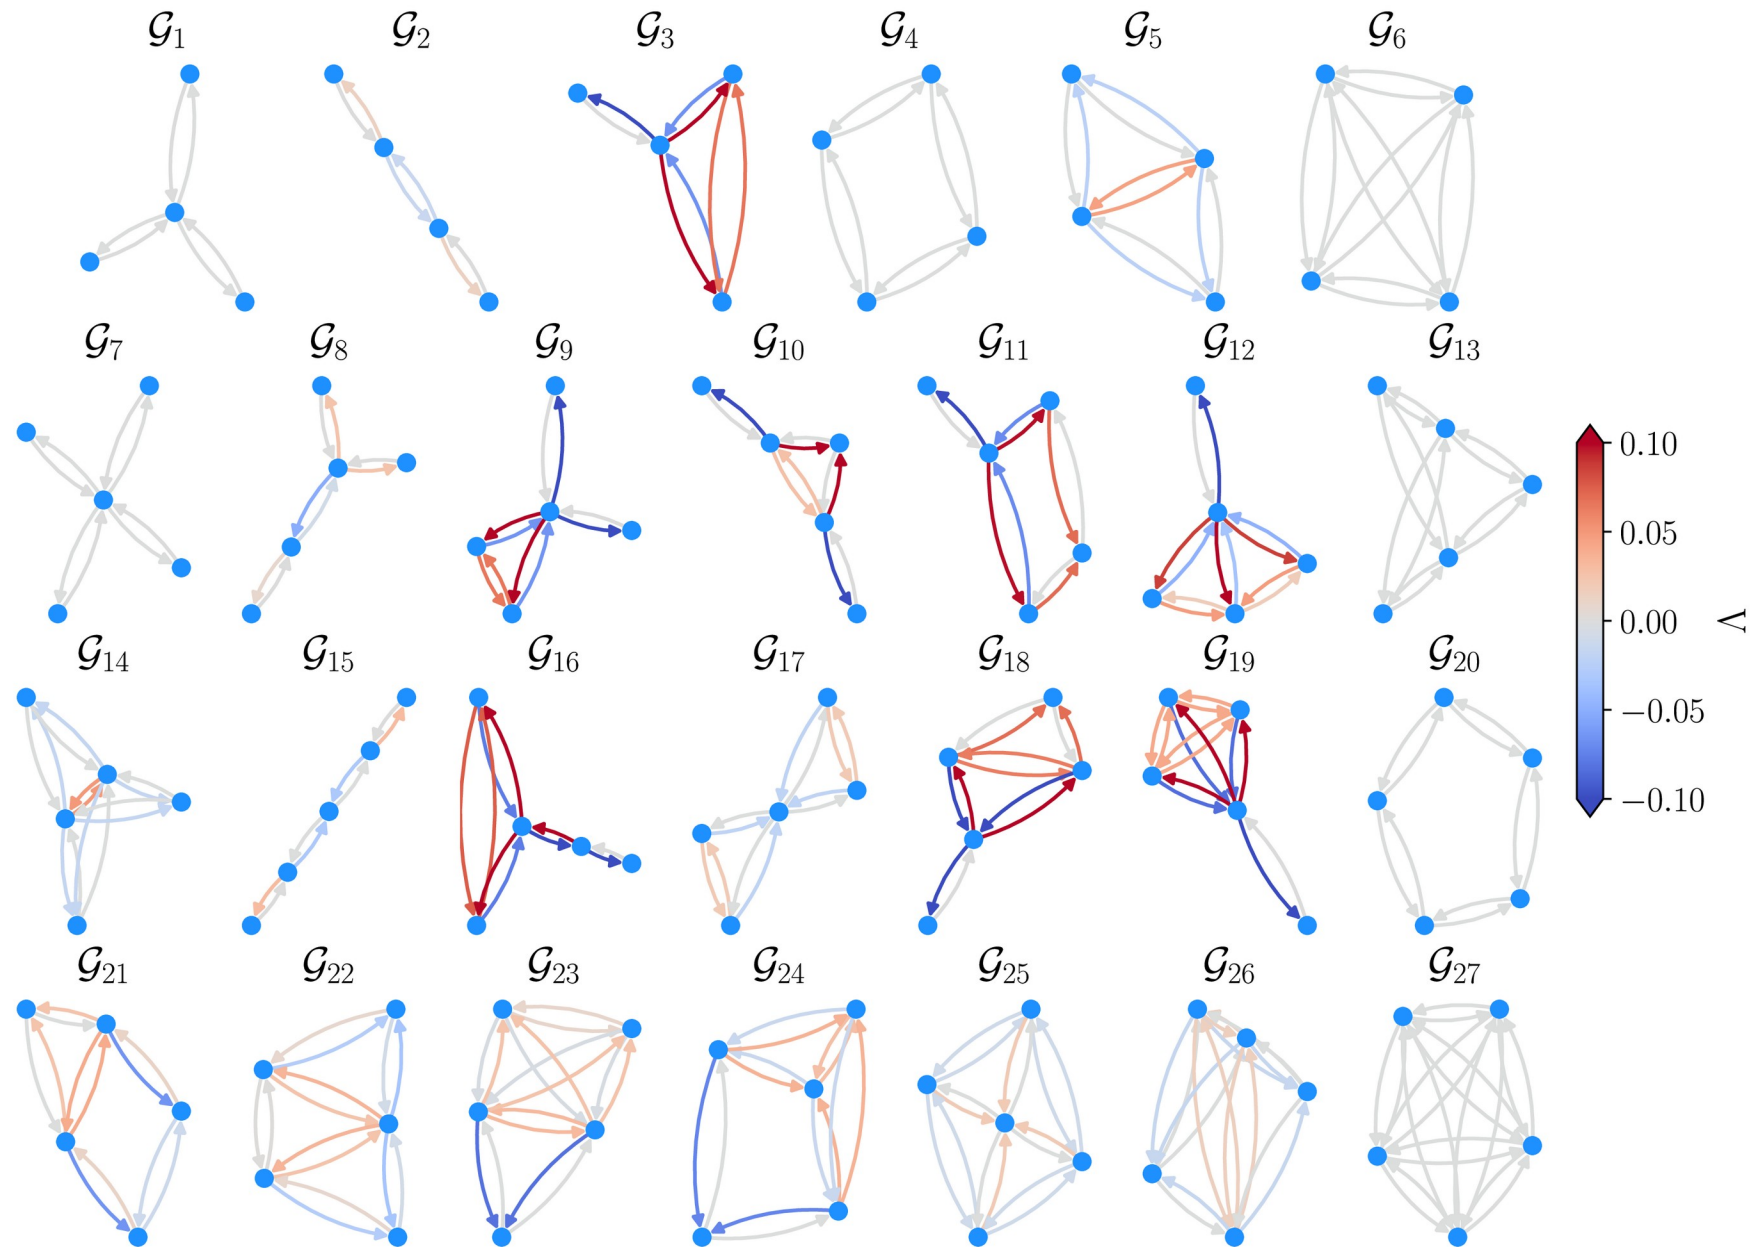 𝒢₁ 𝒢₂ 𝒢₃ 𝒢₄ 𝒢₅ 𝒢₆
𝒢₇ 𝒢₈ 𝒢₉ 𝒢₁₀ 𝒢₁₁ 𝒢₁₂ 𝒢₁₃
0.10
0.05
0.00
−0.05
−0.10
𝒢₁₄ 𝒢₁₅ 𝒢₁₆ 𝒢₁₇ 𝒢₁₈ 𝒢₁₉ 𝒢₂₀
𝒢₂₁ 𝒢₂₂ 𝒢₂₃ 𝒢₂₄ 𝒢₂₅ 𝒢₂₆ 𝒢₂₇